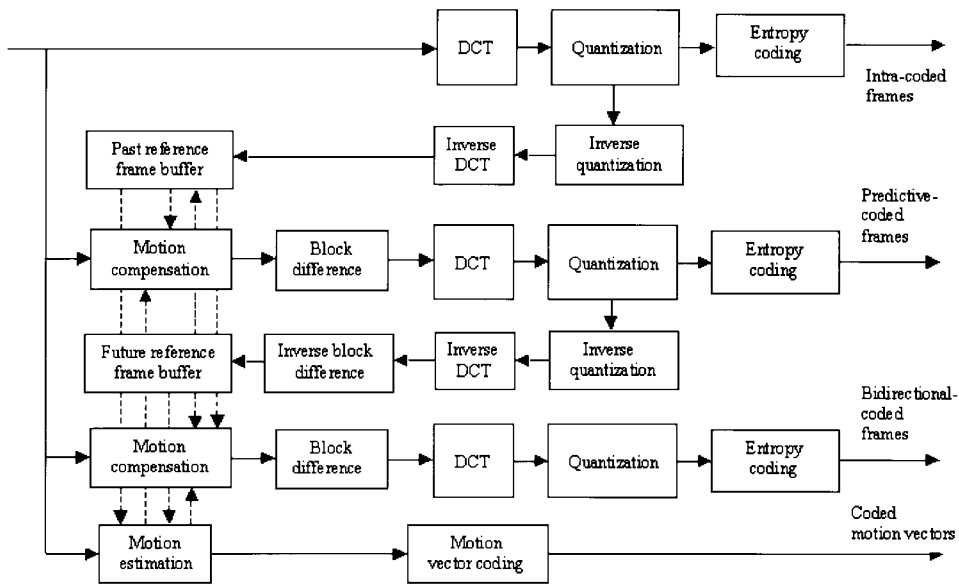 DCT
Quantization
Entropy
coding
Intra-coded
frames
Past reference
frame buffer
Inverse
DCT
Inverse
quantization
Predictive-
coded
frames
Motion
compensation
Block
difference
DCT
Quantization
Entropy
coding
Future reference
frame buffer
Inverse block
difference
Inverse
DCT
Inverse
quantization
Bidirectional-
coded
frames
Motion
compensation
Block
difference
DCT
Quantization
Entropy
coding
Coded
motion vectors
Motion
estimation
Motion
vector coding